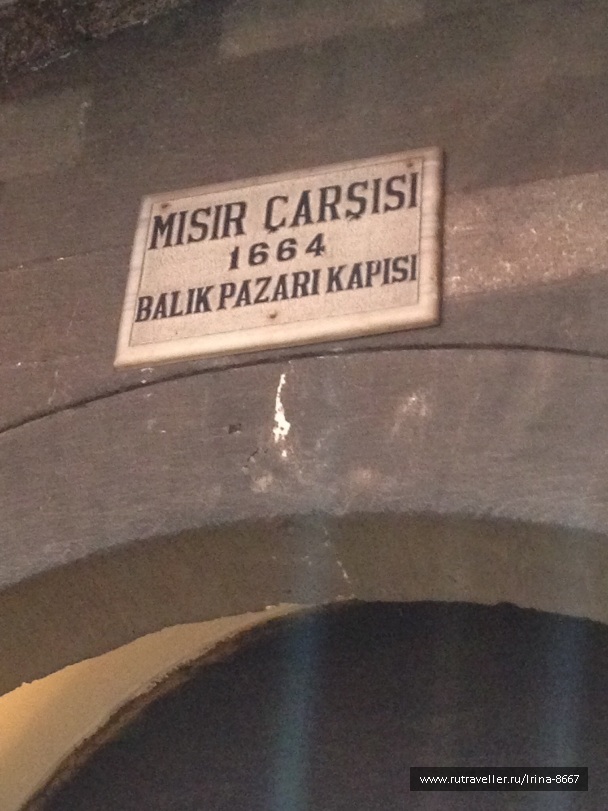 MISIR ÇARŞISI
1664
BALIK PAZARI KAPISI
www.rutraveller.ru/Irina-8667